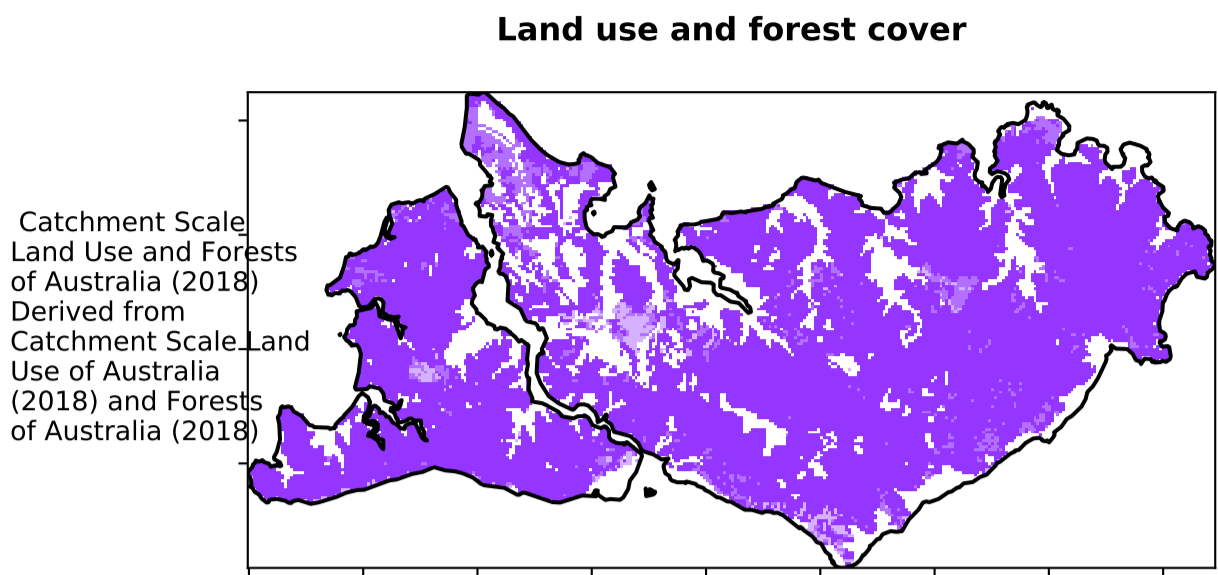 Land use and forest cover
Catchment Scale
Land Use and Forests
of Australia (2018)
Derived from
Catchment Scale Land
Use of Australia
(2018) and Forests
of Australia (2018)